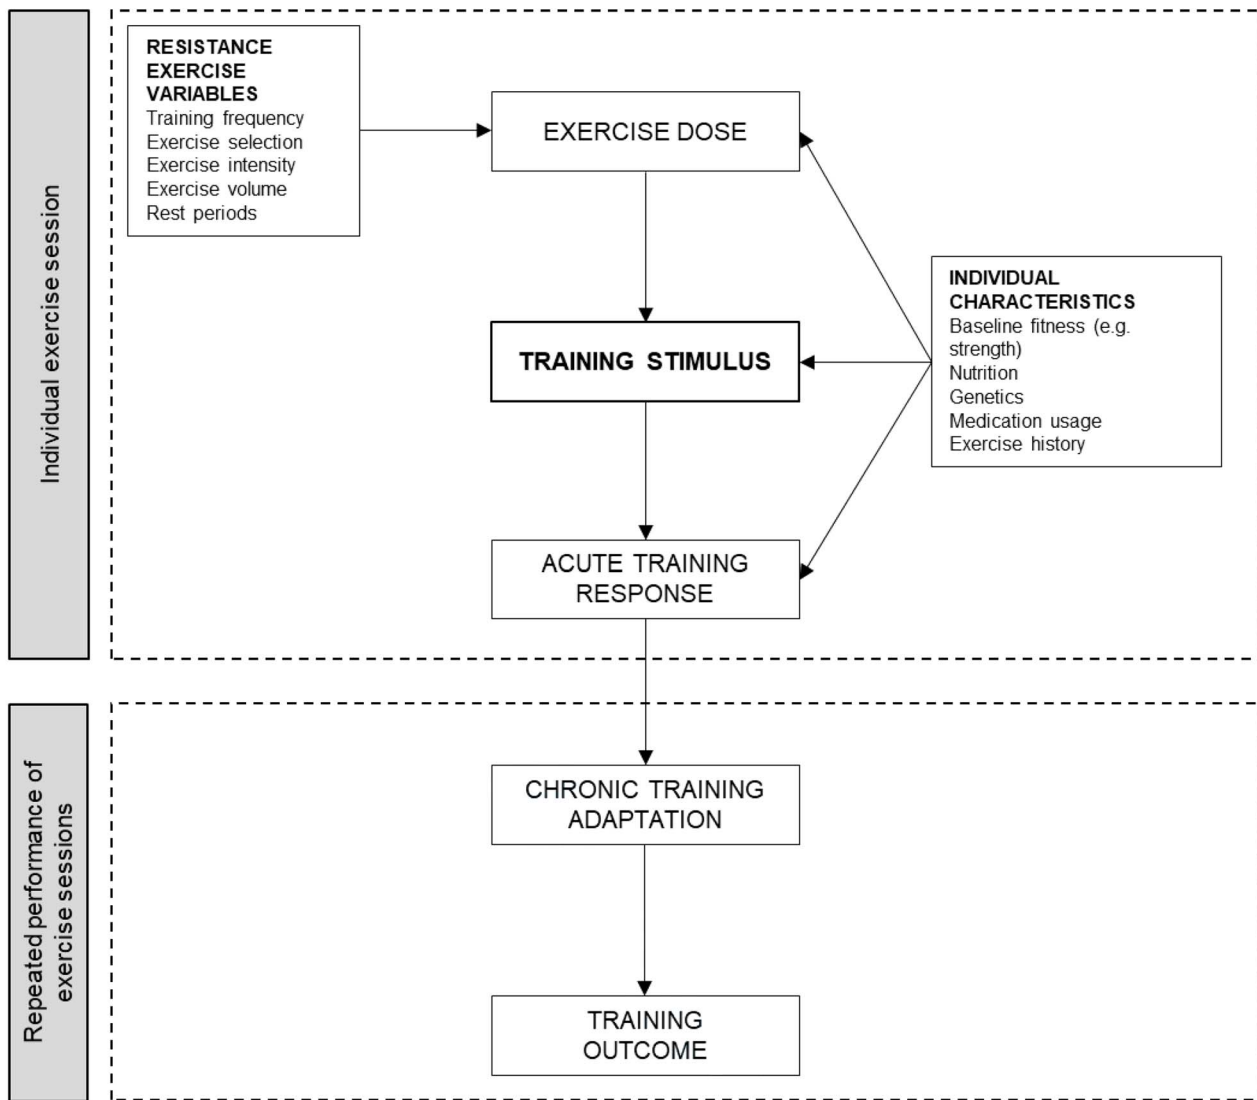 Individual exercise session
RESISTANCE
EXERCISE
VARIABLES
Training frequency
Exercise selection
Exercise intensity
Exercise volume
Rest periods
EXERCISE DOSE
INDIVIDUAL
CHARACTERISTICS
Baseline fitness (e.g.
strength)
Nutrition
Genetics
Medication usage
Exercise history
TRAINING STIMULUS
ACUTE TRAINING
RESPONSE
Repeated performance of
exercise sessions
CHRONIC TRAINING
ADAPTATION
TRAINING
OUTCOME